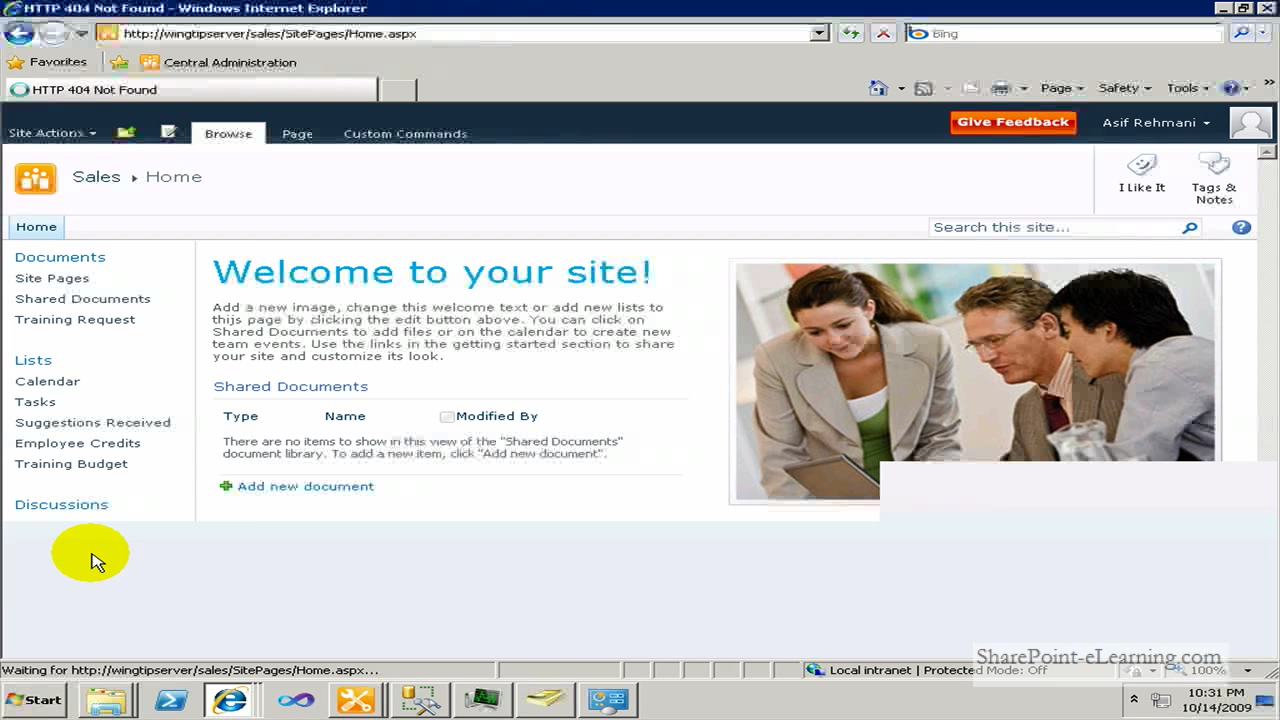 HTTP 404 Not Found - Windows Internet Explorer
http://wingtipserver/sales/SitePages/Home.aspx
Bing
Favorites
Central Administration
HTTP 404 Not Found
Page
Safety
Tools
Site Actions
Browse
Page
Custom Commands
Give Feedback
Asif Rehmani
Sales
Home
I Like It
Tags &
Notes
Home
Search this site...
Documents
Site Pages
Shared Documents
Training Request
Lists
Calendar
Tasks
Suggestions Received
Employee Credits
Training Budget
Discussions
Welcome to your site!
Add a new image, change this welcome text or add new lists to
this page by clicking the edit button above. You can click on
Shared Documents to add files or on the calendar to create new
team events. Use the links in the getting started section to share
your site and customize its look.
Shared Documents
Type Name Modified By
There are no items to show in this view of the "Shared Documents"
document library. To add a new item, click "Add new document".
Add new document
Waiting for http://wingtipserver/sales/SitePages/Home.aspx...
Local intranet | Protected Mode: Off
100%
SharePoint-eLearning.com
Start
10:31 PM
10/14/2009